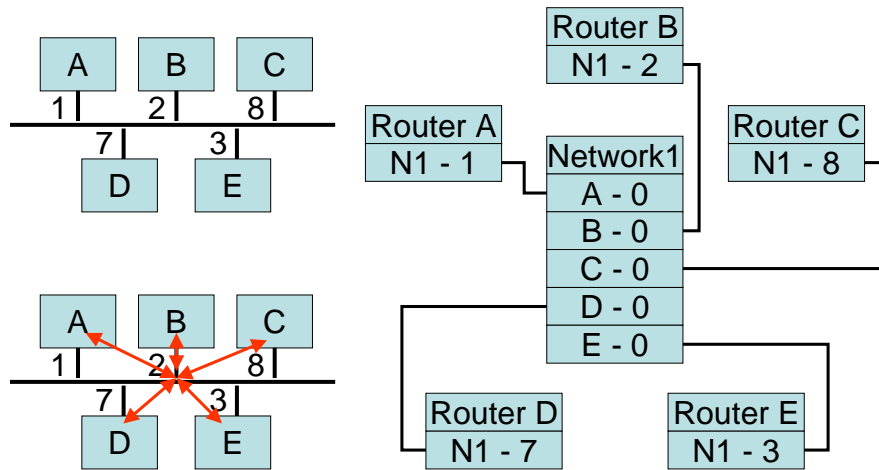 A
B
C
1
2
8
7
3
D
E
A
B
C
1
2
8
7
3
D
E
Router B
N1 - 2
Router A
N1 - 1
Router C
N1 - 8
Network1
A - 0
B - 0
C - 0
D - 0
E - 0
Router D
N1 - 7
Router E
N1 - 3